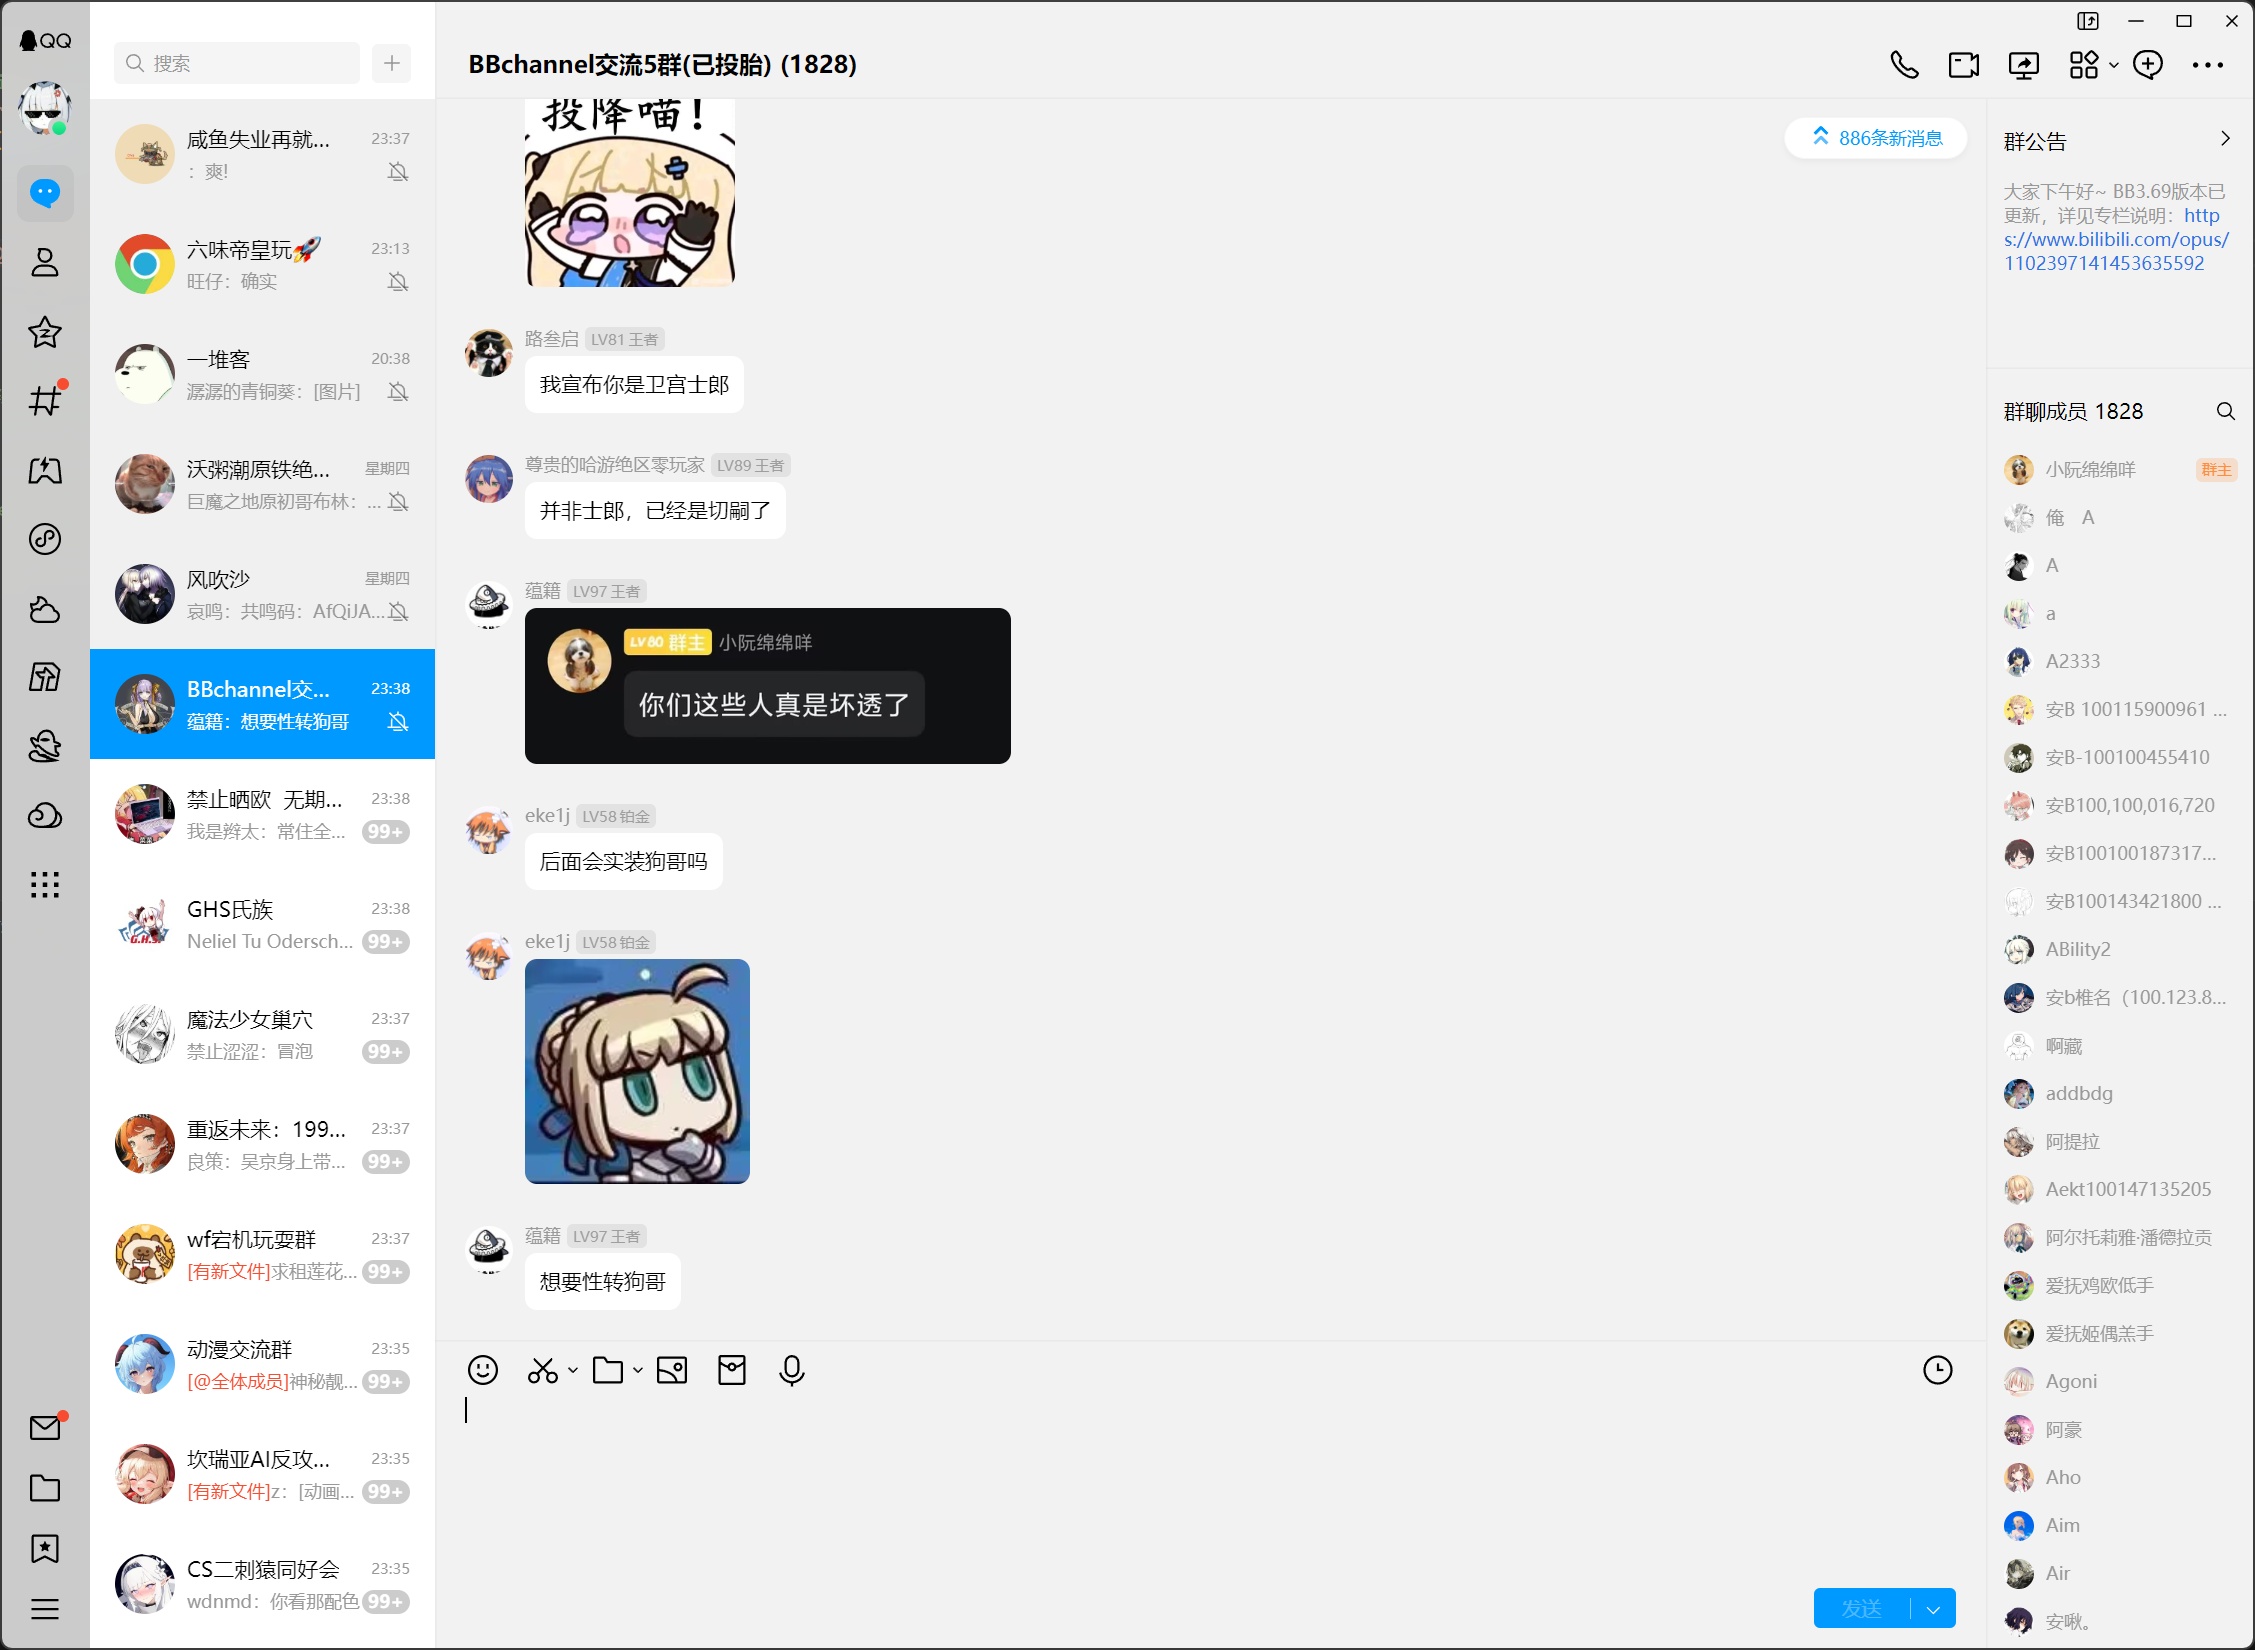 QQ
搜索
咸鱼失业再就... 23:37
：爽!
六味帝皇玩🚀 23:13
旺仔：确实
一堆客 20:38
潺潺的青铜葵：[图片]
沃粥潮原铁绝... 星期四
巨魔之地原初哥布林：...
风吹沙 星期四
哀鸣：共鸣码：AfQiJA...
BBchannel交... 23:38
蕴籍：想要性转狗哥
禁止晒欧 无期... 23:38
我是辫太：常住全... 99+
GHS氏族 23:38
Neliel Tu Odersch... 99+
魔法少女巢穴 23:37
禁止涩涩：冒泡 99+
重返未来：199... 23:37
良策：吴京身上带... 99+
wf宕机玩耍群 23:37
[有新文件]求租莲花... 99+
动漫交流群 23:35
[@全体成员]神秘靓... 99+
坎瑞亚AI反攻... 23:35
[有新文件]z：[动画... 99+
CS二刺猿同好会 23:35
wdnmd：你看那配色 99+
BBchannel交流5群(已投胎) (1828)
886条新消息
投降喵！
路叁启 LV81 王者
我宣布你是卫宫士郎
尊贵的哈游绝区零玩家 LV89 王者
并非士郎，已经是切嗣了
蕴籍 LV97 王者
LV80 群主 小阮绵绵咩
你们这些人真是坏透了
eke1j LV58 铂金
后面会实装狗哥吗
eke1j LV58 铂金
蕴籍 LV97 王者
想要性转狗哥
发送
群公告
大家下午好~ BB3.69版本已
更新，详见专栏说明：http
s://www.bilibili.com/opus/
1102397141453635592
群聊成员 1828
小阮绵绵咩 群主
俺 A
A
a
A2333
安B 100115900961 ...
安B-100100455410
安B100,100,016,720
安B100100187317...
安B100143421800 ...
ABility2
安b椎名（100.123.8...
啊藏
addbdg
阿提拉
Aekt100147135205
阿尔托莉雅·潘德拉贡
爱抚鸡欧低手
爱抚姬偶羔手
Agoni
阿豪
Aho
Aim
Air
安啾。